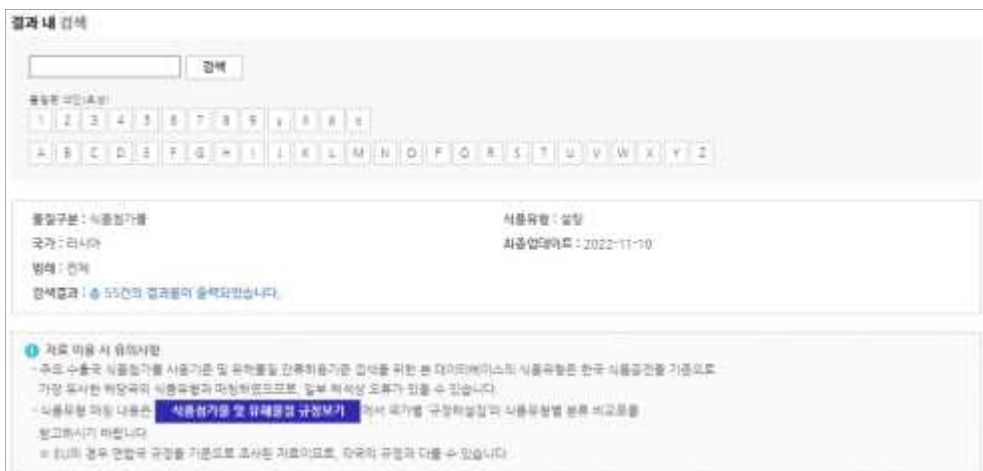 결과 내 검색
검색
물질명 색인(초성)
1 2 3 4 5 6 7 8 9
A B C D E F G H I J K L M N O P Q R S T U V W X Y Z
물질구분 : 식품첨가물
식품유형 : 설탕
국가 : 러시아
최종업데이트 : 2022-11-10
범례 : 전체
검색결과 : 총 55건의 결과물이 출력되었습니다.
자료 이용 시 유의사항
- 주요 수출국 식품첨가물 사용기준 및 유해물질 잔류허용기준 검색을 위한 본 데이터베이스의 식품유형은 한국 식품공전을 기준으로
가장 유사한 해당국의 식품유형과 매칭하였으므로, 일부 해석상 오류가 있을 수 있습니다.
- 식품유형 매칭 내용은 식품첨가물 및 유해물질 규정보기 에서 국가별 '규정해설집'의 식품유형별 분류 비교표를
참고하시기 바랍니다.
※ EU의 경우 연합국 규정을 기준으로 조사된 자료이므로, 각국의 규정과 다를 수 있습니다.